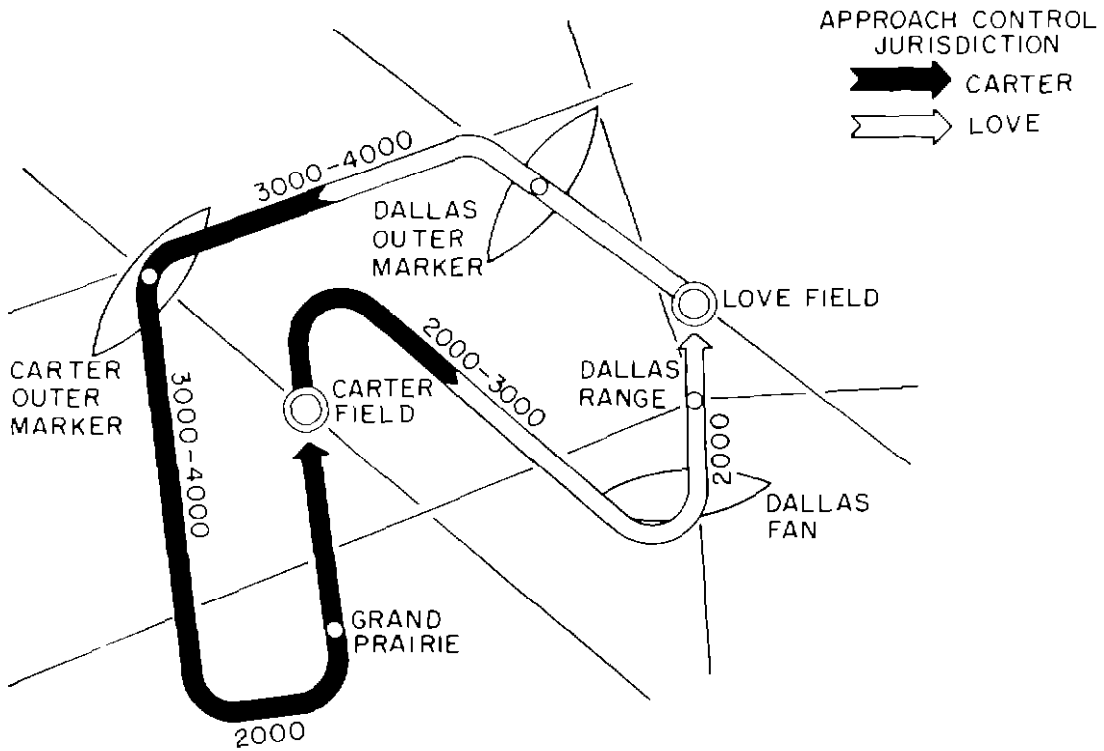 APPROACH CONTROL
JURISDICTION
CARTER
LOVE
3000-4000
DALLAS
OUTER
MARKER
LOVE FIELD
2000-3000
DALLAS
RANGE
CARTER
FIELD
CARTER
OUTER
MARKER
3000-4000
2000
DALLAS
FAN
GRAND
PRAIRIE
2000